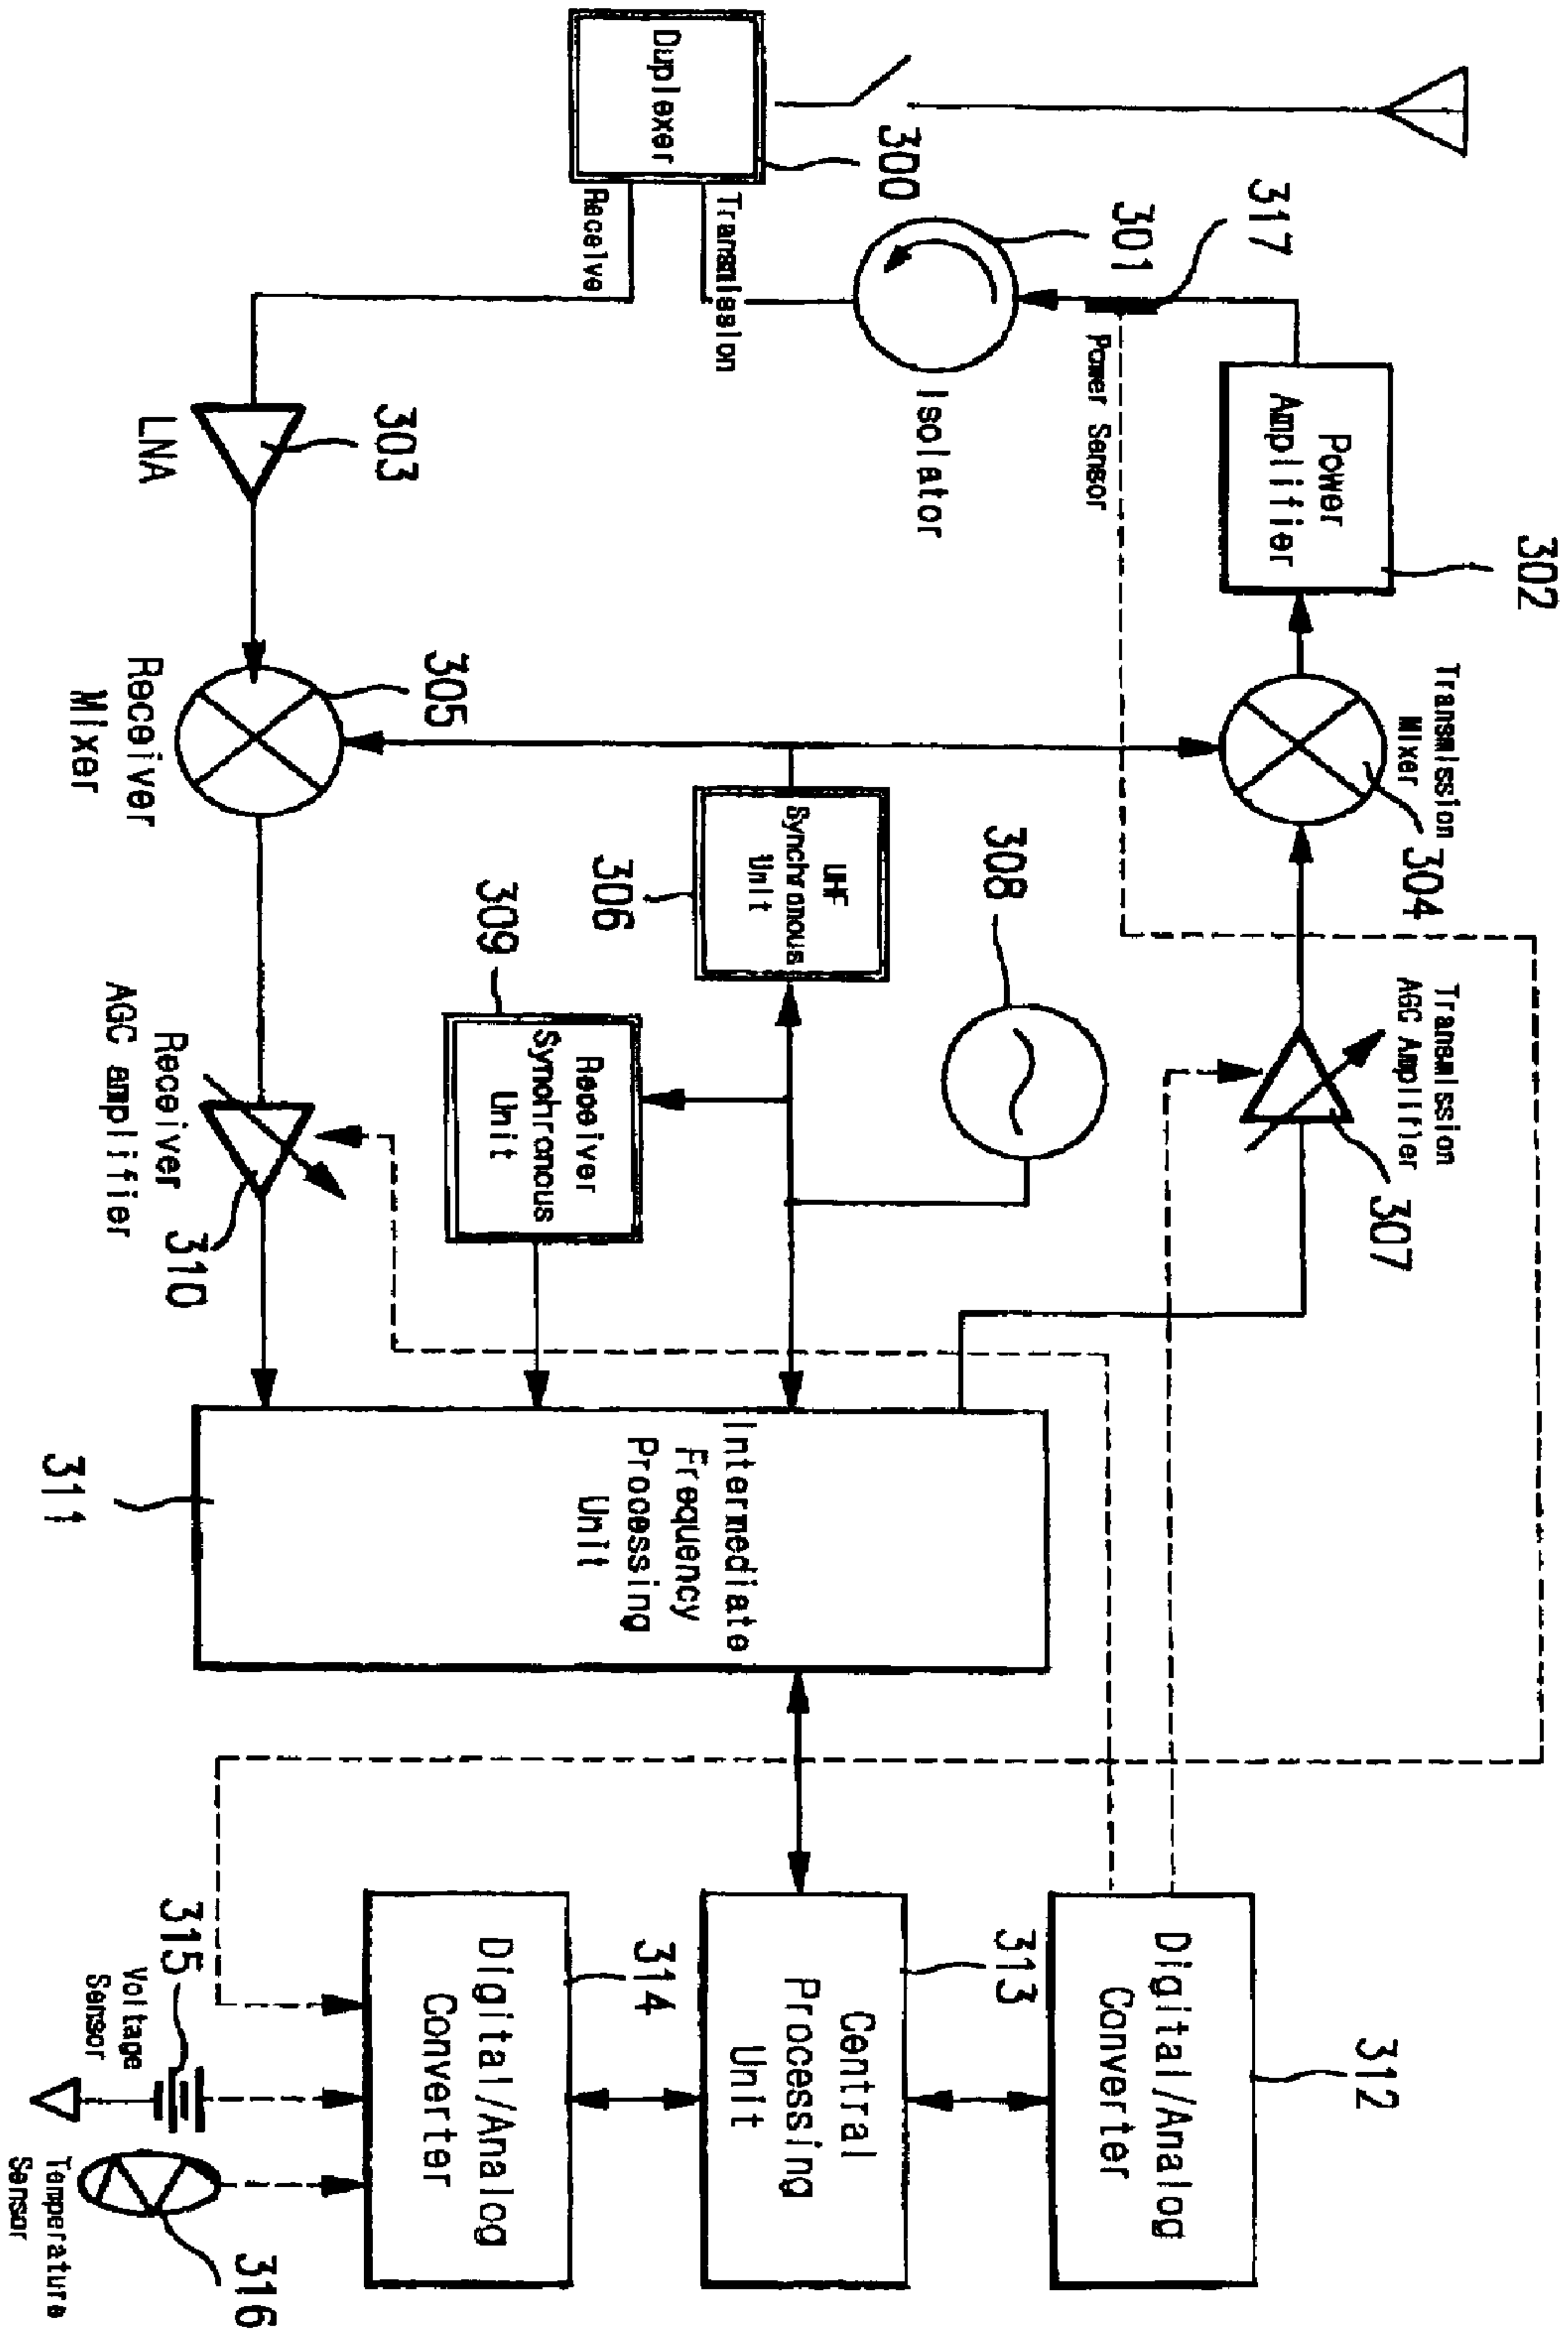 302
Power
Amplifier
Transmission
Mixer
304
Transmission
AGC Amplifier
307
312
Digital/Analog
Converter
317
301
Power Sensor
300
Isolator
308
313
Central
Processing
Unit
Duplexer
Transmission
Receive
UHF
Synchronous
Unit
306
309
Receiver
Synchronous
Unit
Intermediate
Frequency
Processing
Unit
314
Digital/Analog
Converter
303
LNA
305
Receiver
Mixer
Receiver
AGC amplifier
310
311
315
Voltage
Sensor
316
Temperature
Sensor